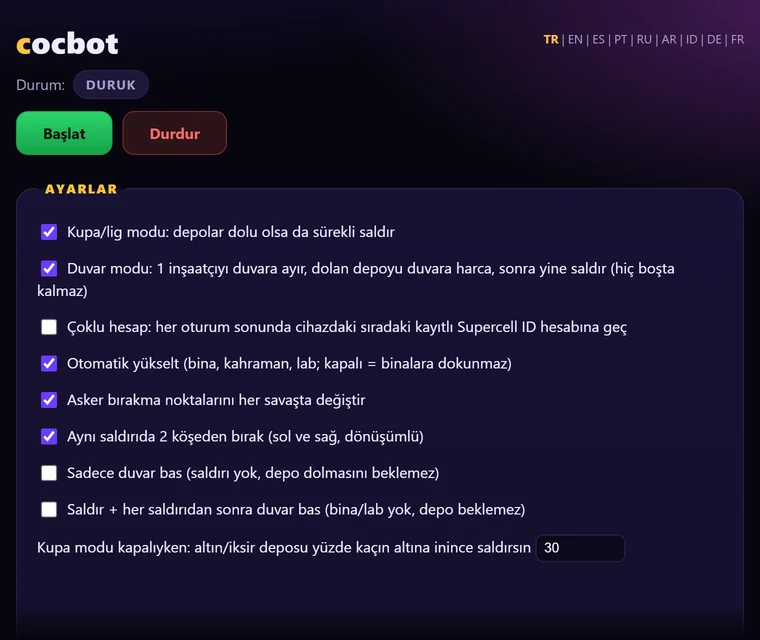 cocbot
TR | EN | ES | PT | RU | AR | ID | DE | FR
Durum: DURUK
Başlat Durdur
AYARLAR
Kupa/lig modu: depolar dolu olsa da sürekli saldır
Duvar modu: 1 inşaatçıyı duvara ayır, dolan depoyu duvara harca, sonra yine saldır (hiç boşta
kalmaz)
Çoklu hesap: her oturum sonunda cihazdaki sıradaki kayıtlı Supercell ID hesabına geç
Otomatik yükselt (bina, kahraman, lab; kapalı = binalara dokunmaz)
Asker bırakma noktalarını her savaşta değiştir
Aynı saldırıda 2 köşeden bırak (sol ve sağ, dönüşümlü)
Sadece duvar bas (saldırı yok, depo dolmasını beklemez)
Saldır + her saldırıdan sonra duvar bas (bina/lab yok, depo beklemez)
Kupa modu kapalıyken: altın/iksir deposu yüzde kaçın altına inince saldırsın 30